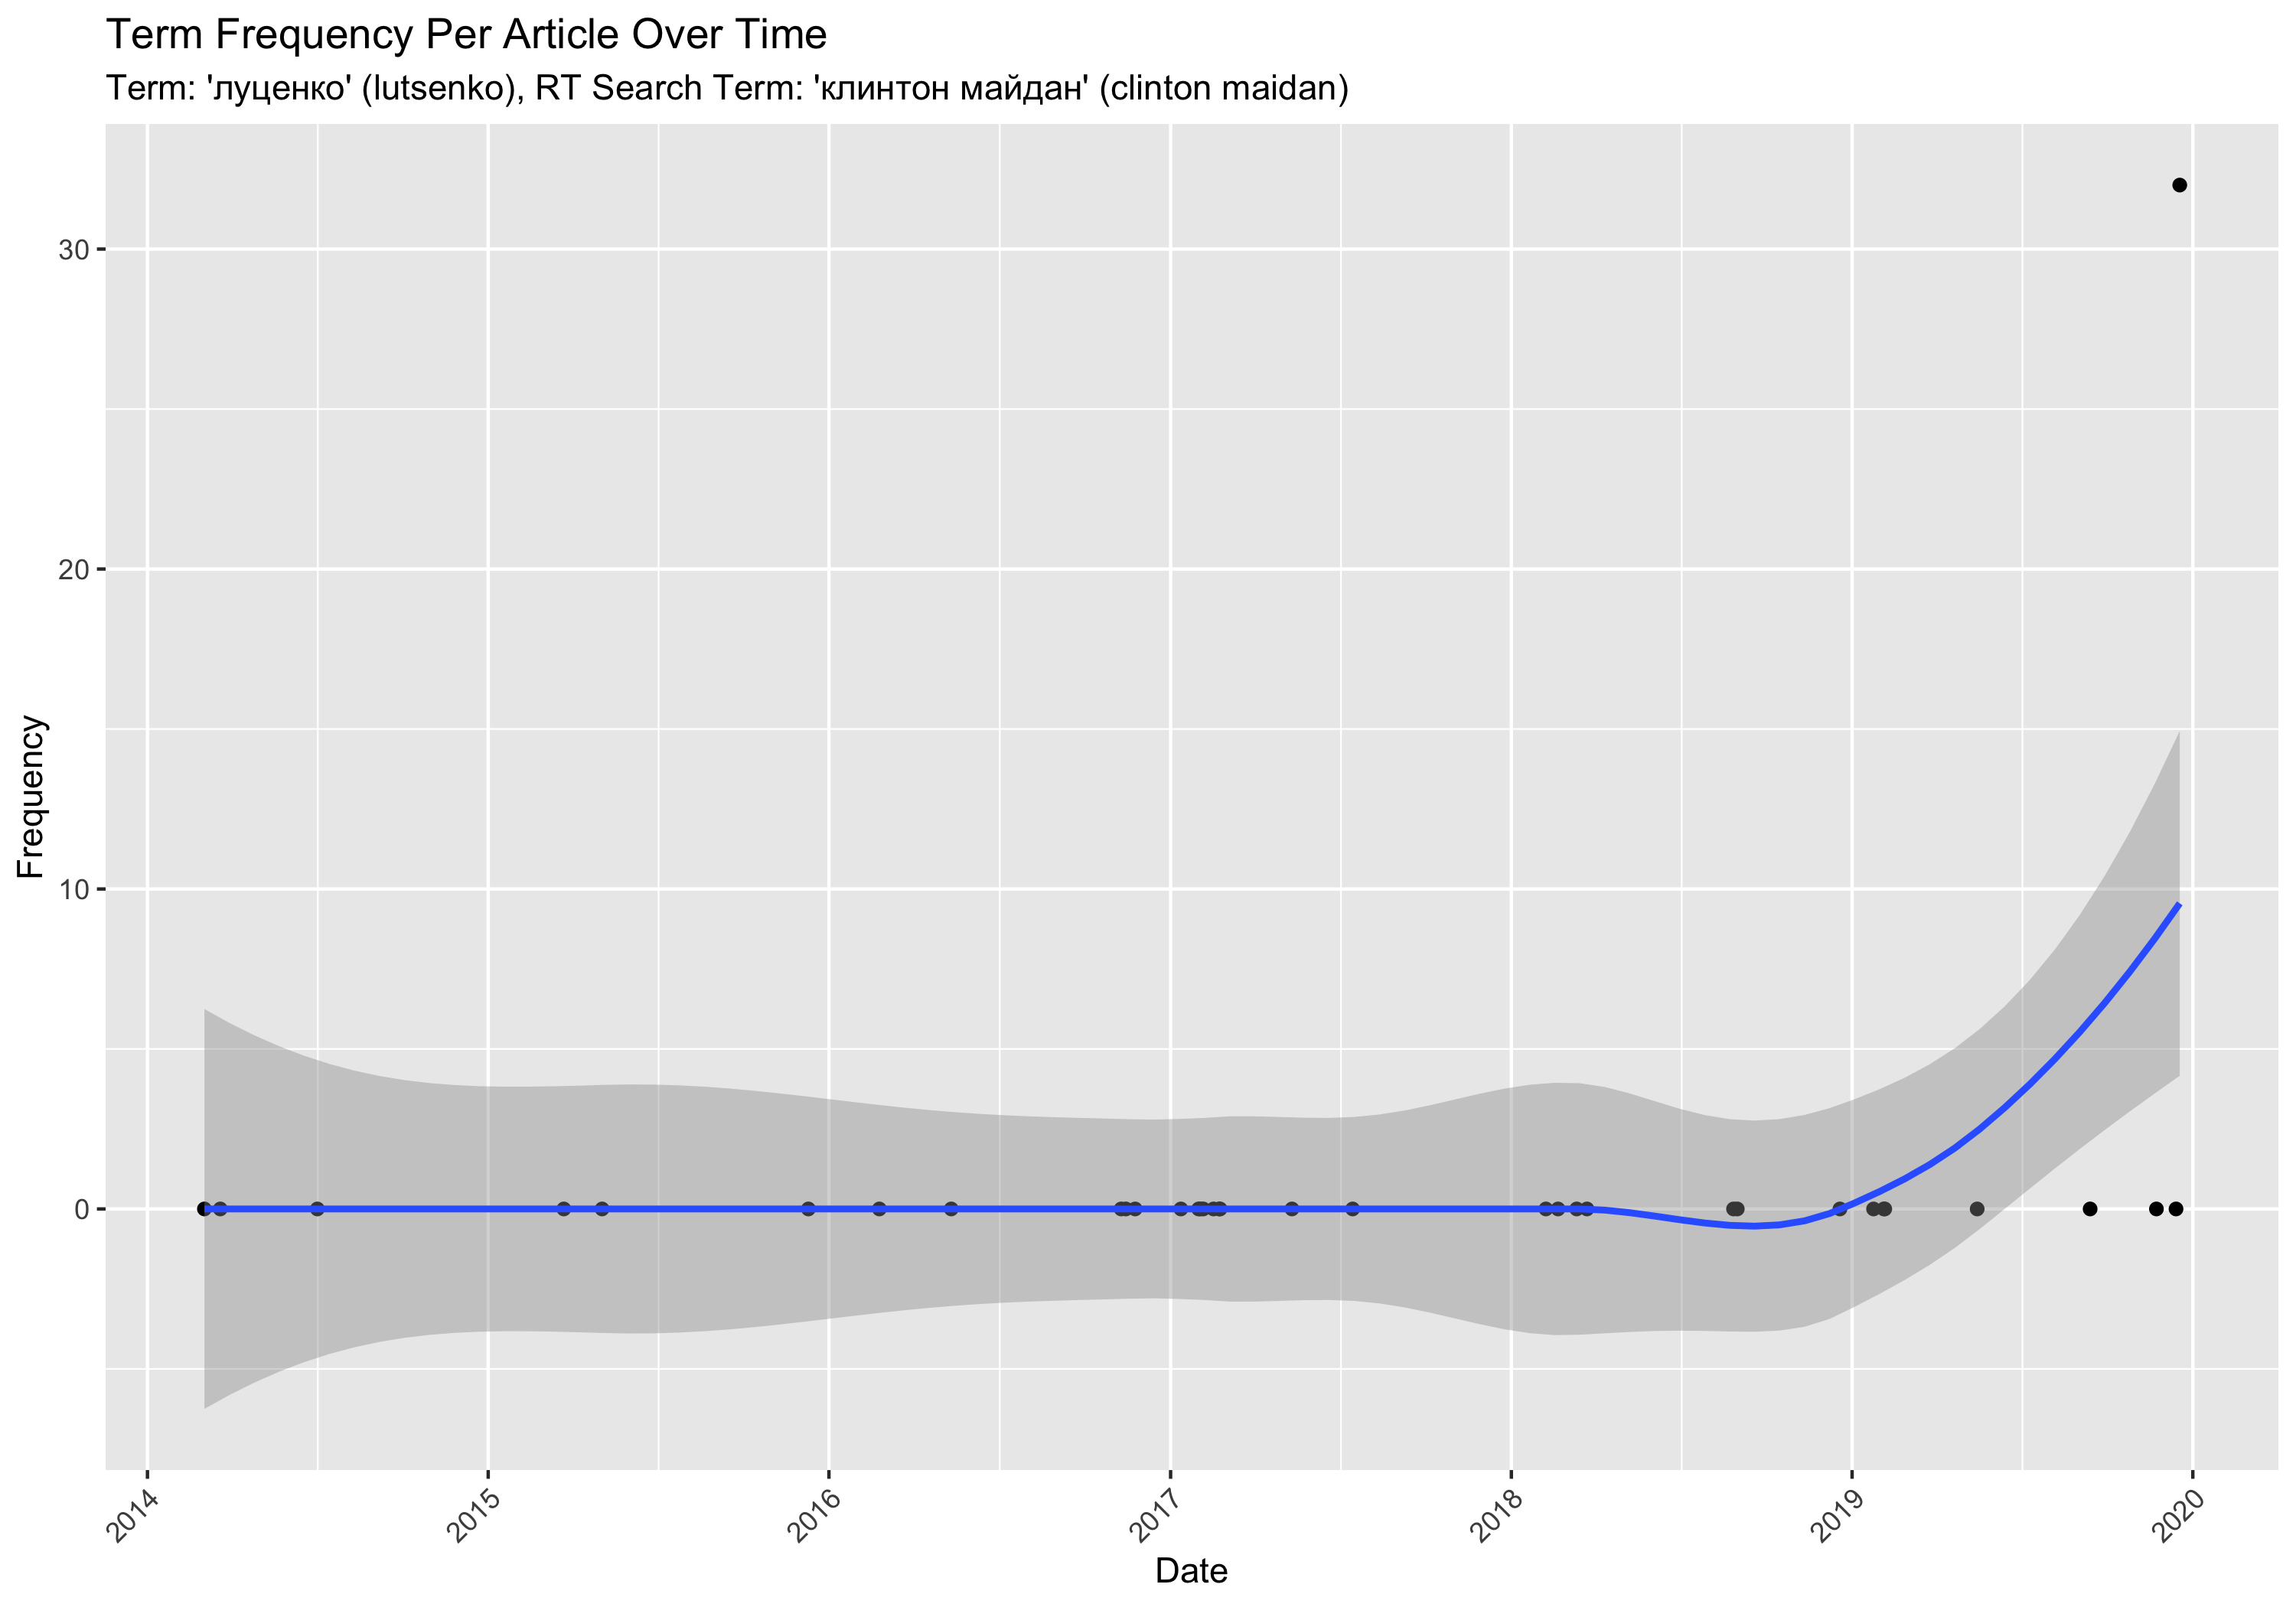 Term Frequency Per Article Over Time
Term: 'луценко' (lutsenko), RT Search Term: 'клинтон майдан' (clinton maidan)
Frequency
30
20
10
0
2014
2015
2016
2017
2018
2019
2020
Date